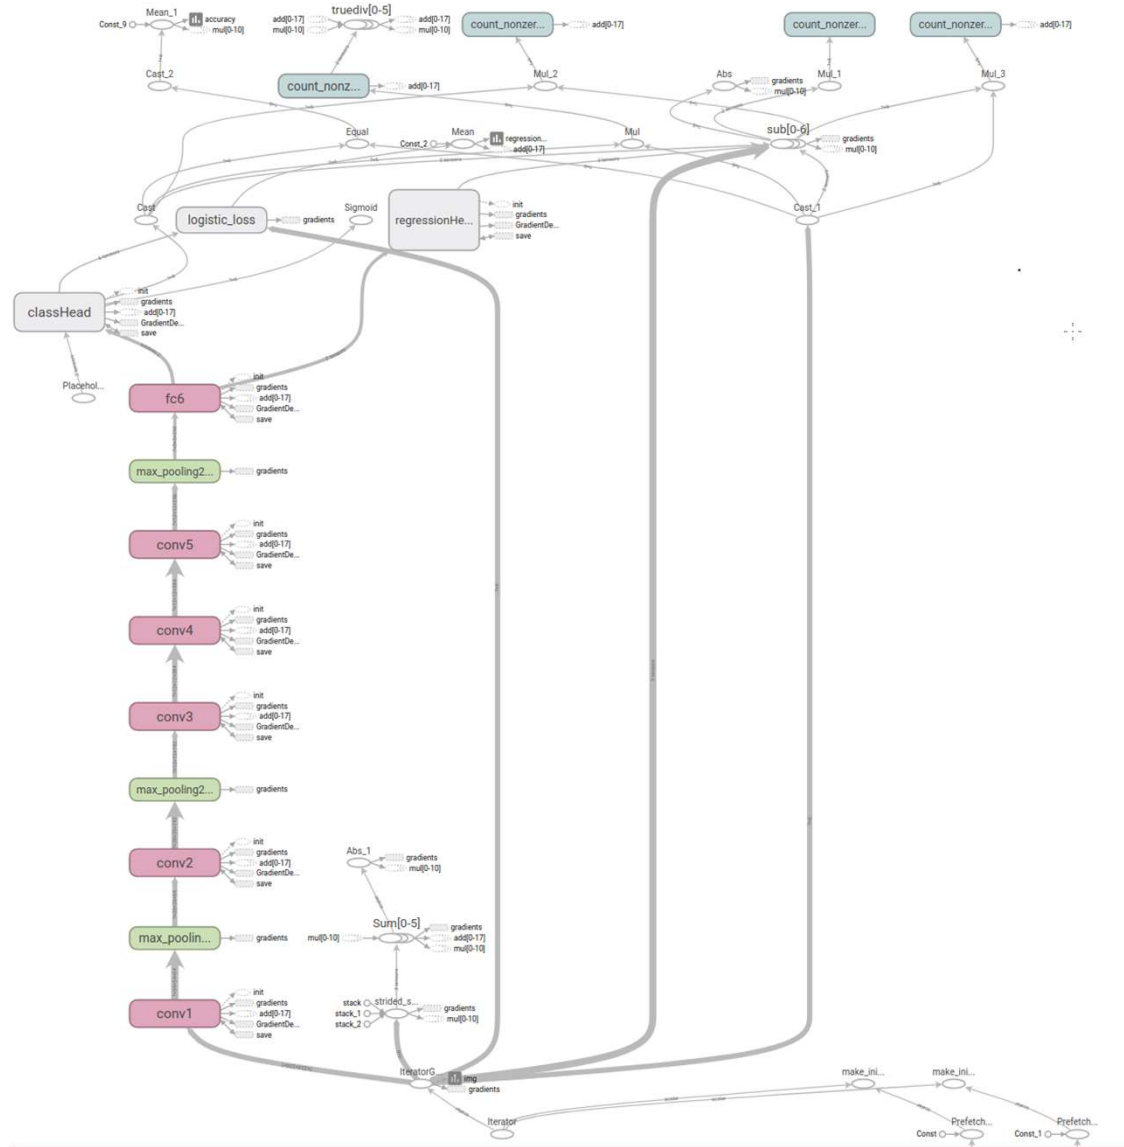 truediv[0-5]
Mean_1
Const_9
accuracy
mul[0-10]
add[0-17]
mul[0-10]
add[0-17]
mul[0-10]
count_nonzer...
add[0-17]
count_nonzer...
count_nonzer...
add[0-17]
Cast_2
count_nonz...
add[0-17]
Mul_2
Abs
gradients
mul[0-10]
Mul_1
Mul_3
Equal
Mean
Const_2
regression...
add[0-17]
Mul
sub[0-6]
gradients
mul[0-10]
Cast
logistic_loss
gradients
Sigmoid
regressionHe...
init
gradients
GradientDe...
save
Cast_1
classHead
init
gradients
add[0-17]
GradientDe...
save
Placehol...
fc6
init
gradients
add[0-17]
GradientDe...
save
max_pooling2...
gradients
conv5
init
gradients
add[0-17]
GradientDe...
save
conv4
init
gradients
add[0-17]
GradientDe...
save
conv3
init
gradients
add[0-17]
GradientDe...
save
max_pooling2...
gradients
conv2
init
gradients
add[0-17]
GradientDe...
save
Abs_1
gradients
mul[0-10]
max_poolin...
gradients
Sum[0-5]
mul[0-10]
gradients
add[0-17]
mul[0-10]
conv1
init
gradients
add[0-17]
GradientDe...
save
strided_s...
stack
stack_1
stack_2
gradients
mul[0-10]
IteratorG
img
gradients
make_ini...
make_ini...
Iterator
Prefetch...
Const
Prefetch...
Const_1